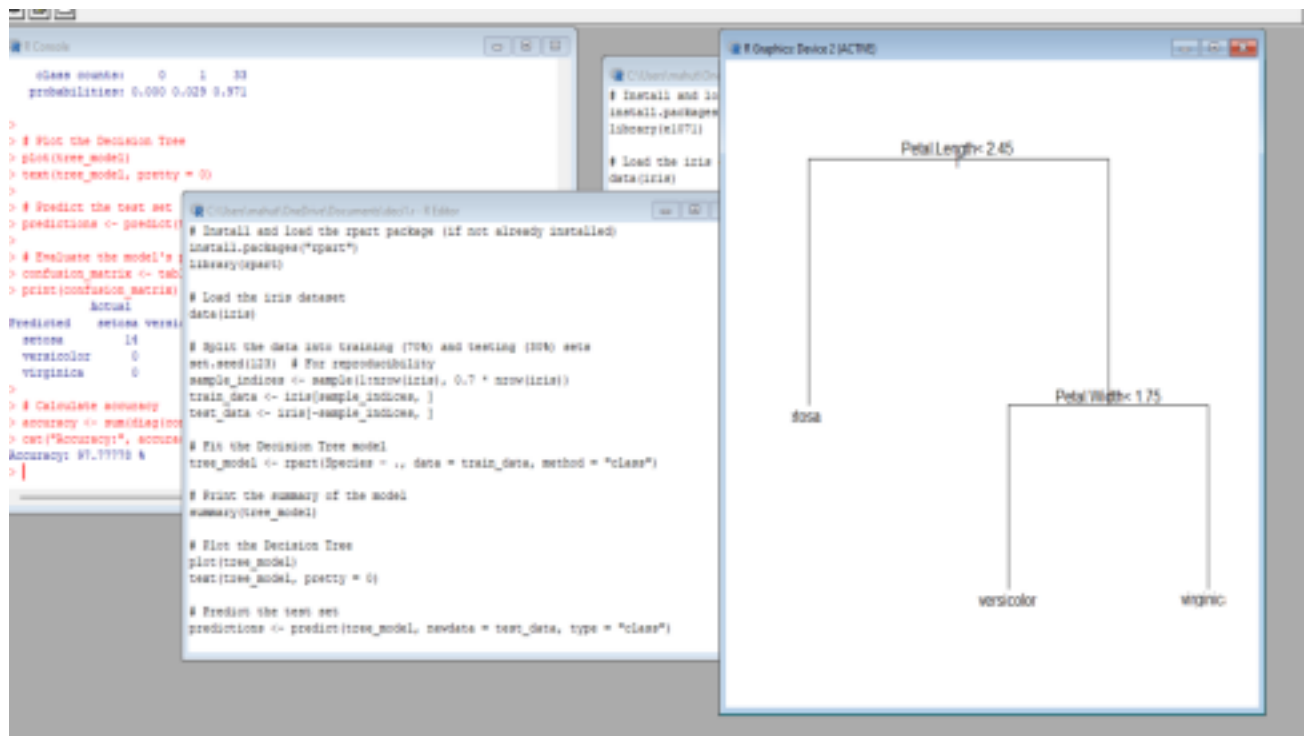 R Console
class counts: 0 1 33
probabilities: 0.000 0.029 0.971
>
> # Plot the Decision Tree
> plot(tree_model)
> text(tree_model, pretty = 0)
>
> # Predict the test set
> predictions <- predict(t
>
> # Evaluate the model's p
> confusion_matrix <- tabl
> print(confusion_matrix)
Actual
Predicted setosa versi
setosa 14
versicolor 0
virginica 0
>
> # Calculate accuracy
> accuracy <- sum(diag(con
> cat("Accuracy:", accurac
Accuracy: 97.77778 %
>
# Install and lo
install.packages
library(e1071)
# Load the iris
data(iris)
R Editor
# Install and load the rpart package (if not already installed)
install.packages("rpart")
library(rpart)
# Load the iris dataset
data(iris)
# Split the data into training (70%) and testing (30%) sets
set.seed(123) # For reproducibility
sample_indices <- sample(1:nrow(iris), 0.7 * nrow(iris))
train_data <- iris[sample_indices, ]
test_data <- iris[-sample_indices, ]
# Fit the Decision Tree model
tree_model <- rpart(Species ~ ., data = train_data, method = "class")
# Print the summary of the model
summary(tree_model)
# Plot the Decision Tree
plot(tree_model)
text(tree_model, pretty = 0)
# Predict the test set
predictions <- predict(tree_model, newdata = test_data, type = "class")
R Graphics: Device 2 (ACTIVE)
Petal.Length< 2.45
Petal.Width< 1.75
tosa
versicolor
virginic